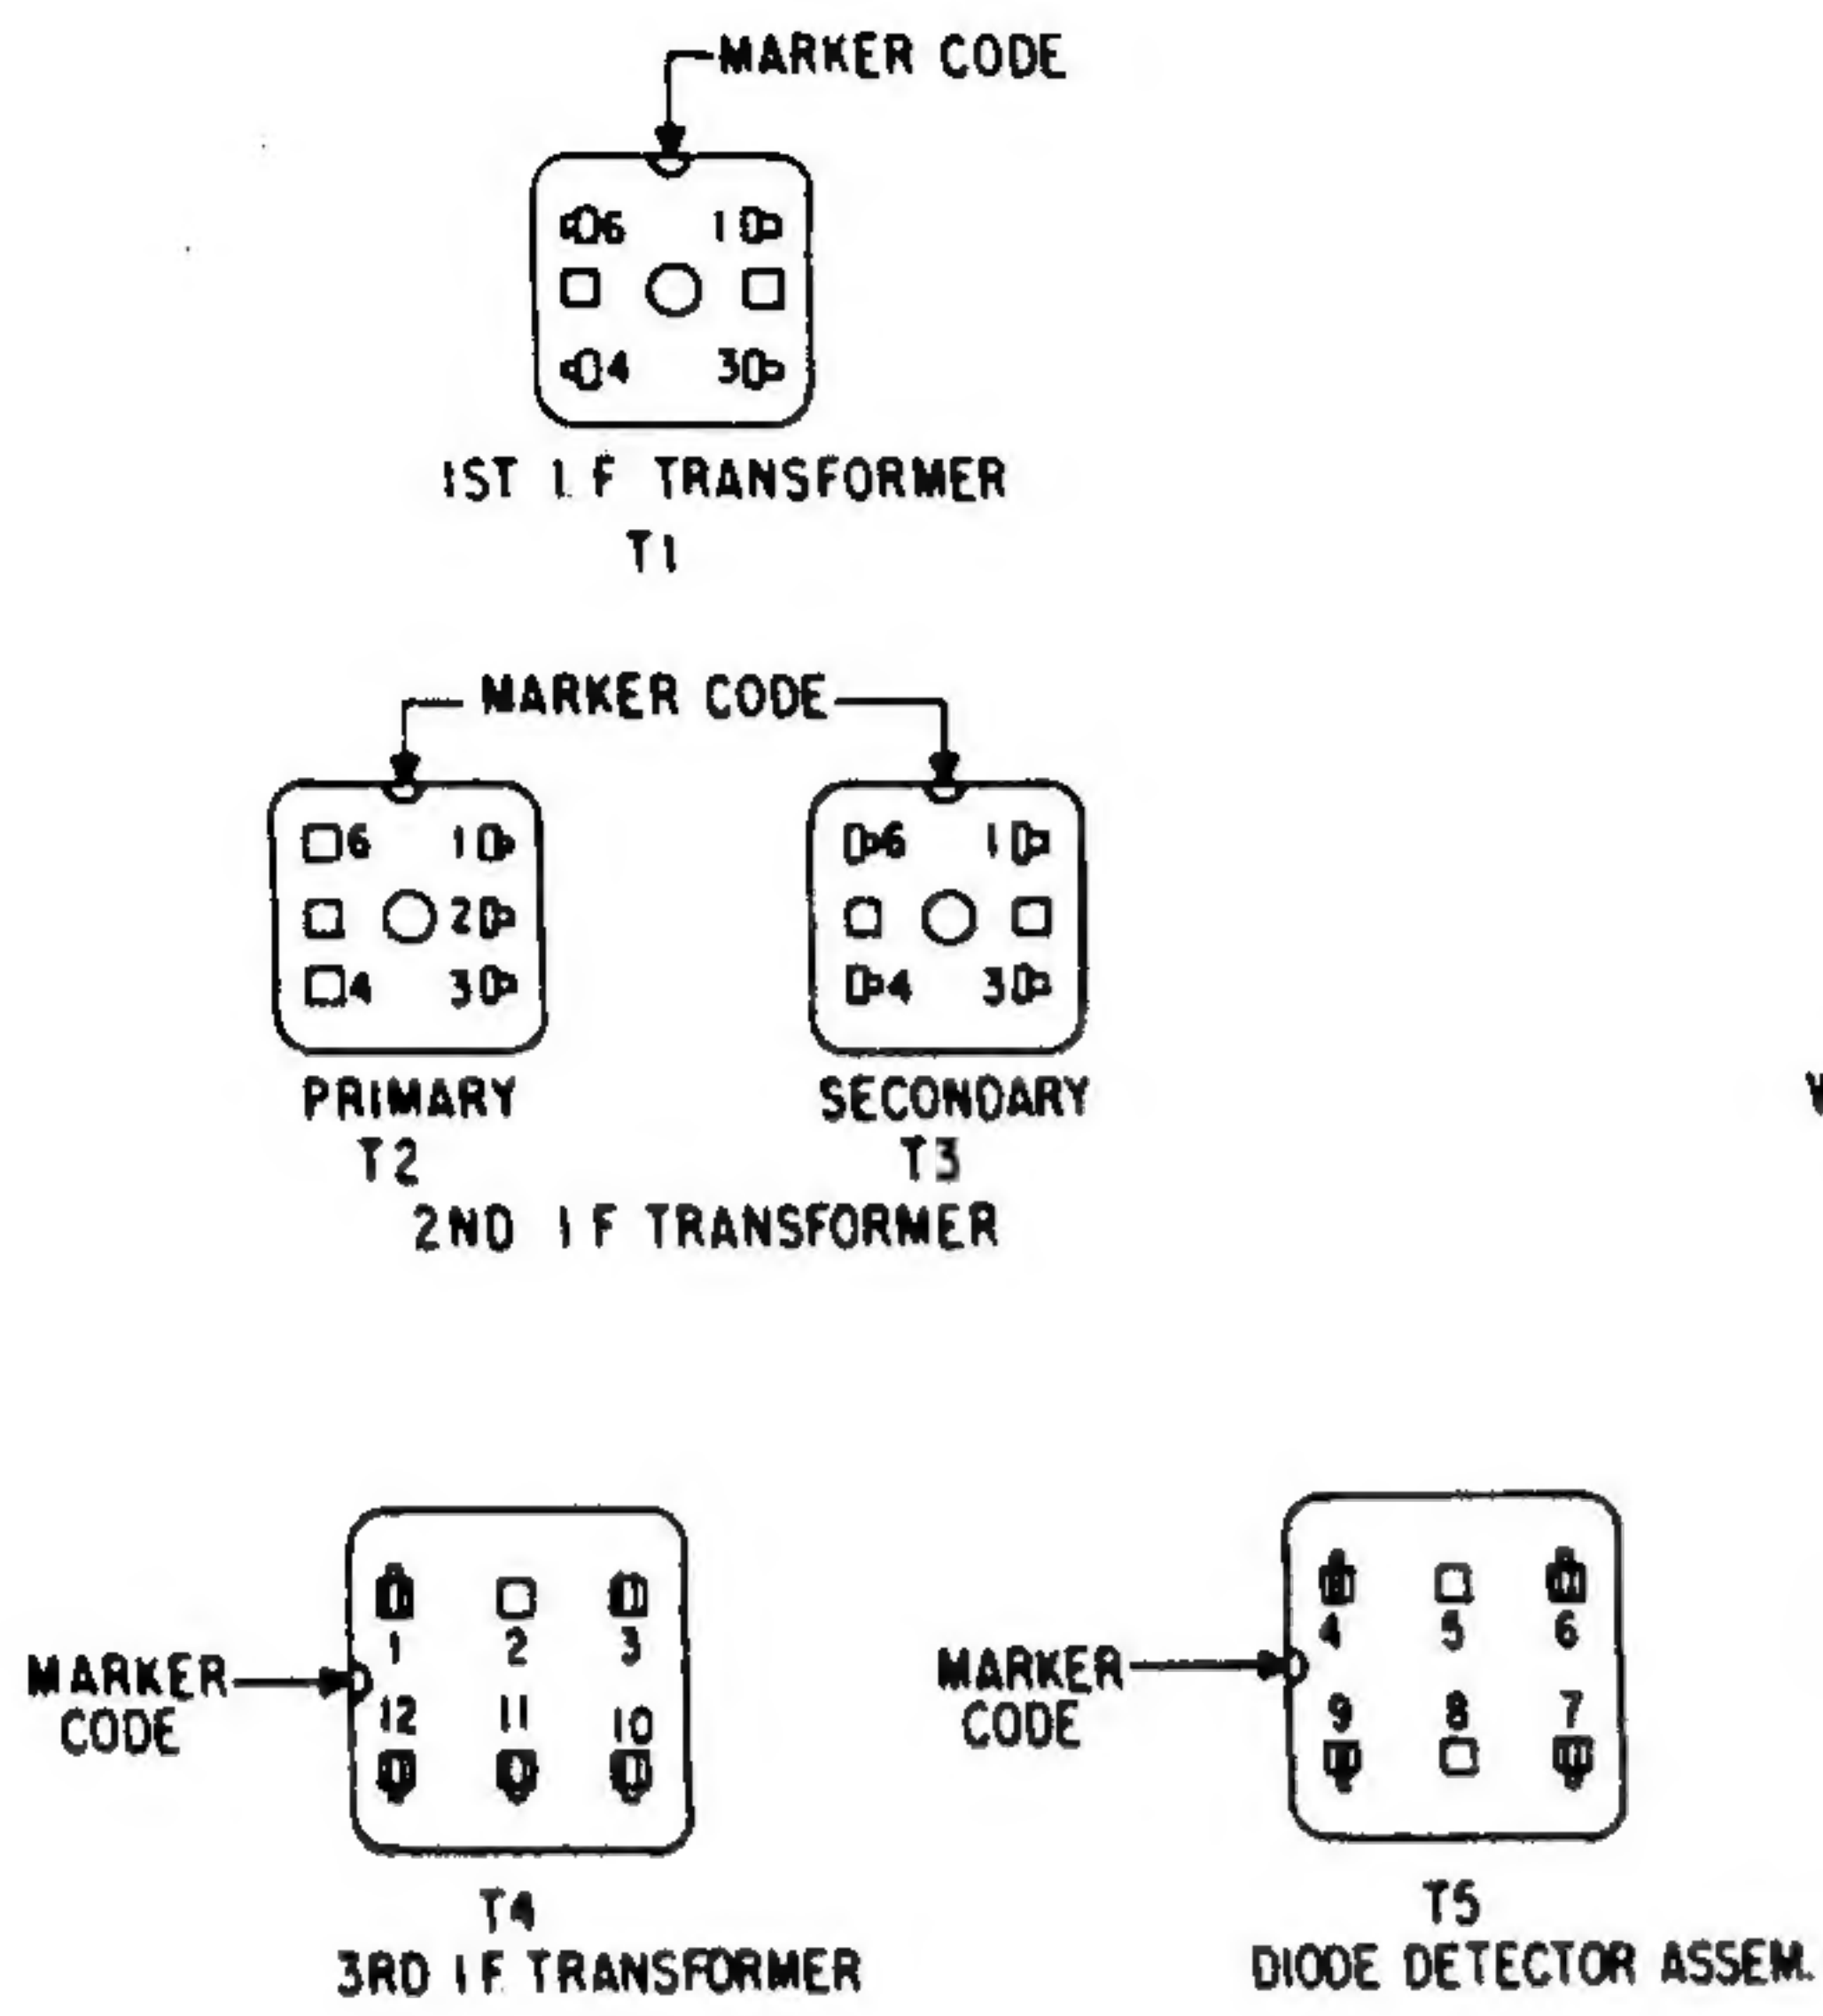 MARKER CODE
6 1
4 3
1ST I.F TRANSFORMER
T1
MARKER CODE
6 1
2
4 3
PRIMARY
T2
6 1
4 3
SECONDARY
T3
2ND I F TRANSFORMER
MARKER
CODE
1 2 3
12 11 10
T4
3RD I F TRANSFORMER
MARKER
CODE
4 5 6
9 8 7
T5
DIODE DETECTOR ASSEM.